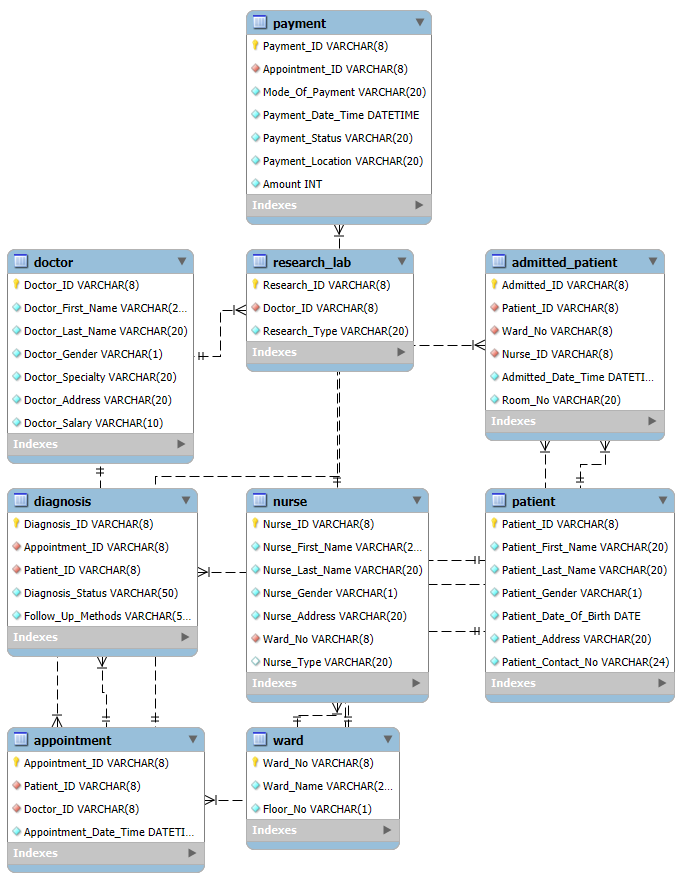 payment
Payment_ID VARCHAR(8)
Appointment_ID VARCHAR(8)
Mode_Of_Payment VARCHAR(20)
Payment_Date_Time DATETIME
Payment_Status VARCHAR(20)
Payment_Location VARCHAR(20)
Amount INT
Indexes
doctor
Doctor_ID VARCHAR(8)
Doctor_First_Name VARCHAR(2...
Doctor_Last_Name VARCHAR(20)
Doctor_Gender VARCHAR(1)
Doctor_Specialty VARCHAR(20)
Doctor_Address VARCHAR(20)
Doctor_Salary VARCHAR(10)
Indexes
research_lab
Research_ID VARCHAR(8)
Doctor_ID VARCHAR(8)
Research_Type VARCHAR(20)
Indexes
admitted_patient
Admitted_ID VARCHAR(8)
Patient_ID VARCHAR(8)
Ward_No VARCHAR(8)
Nurse_ID VARCHAR(8)
Admitted_Date_Time DATETI...
Room_No VARCHAR(20)
Indexes
diagnosis
Diagnosis_ID VARCHAR(8)
Appointment_ID VARCHAR(8)
Patient_ID VARCHAR(8)
Diagnosis_Status VARCHAR(50)
Follow_Up_Methods VARCHAR(5...
Indexes
nurse
Nurse_ID VARCHAR(8)
Nurse_First_Name VARCHAR(2...
Nurse_Last_Name VARCHAR(20)
Nurse_Gender VARCHAR(1)
Nurse_Address VARCHAR(20)
Ward_No VARCHAR(8)
Nurse_Type VARCHAR(20)
Indexes
patient
Patient_ID VARCHAR(8)
Patient_First_Name VARCHAR(20)
Patient_Last_Name VARCHAR(20)
Patient_Gender VARCHAR(1)
Patient_Date_Of_Birth DATE
Patient_Address VARCHAR(20)
Patient_Contact_No VARCHAR(24)
Indexes
appointment
Appointment_ID VARCHAR(8)
Patient_ID VARCHAR(8)
Doctor_ID VARCHAR(8)
Appointment_Date_Time DATETI...
Indexes
ward
Ward_No VARCHAR(8)
Ward_Name VARCHAR(2...
Floor_No VARCHAR(1)
Indexes